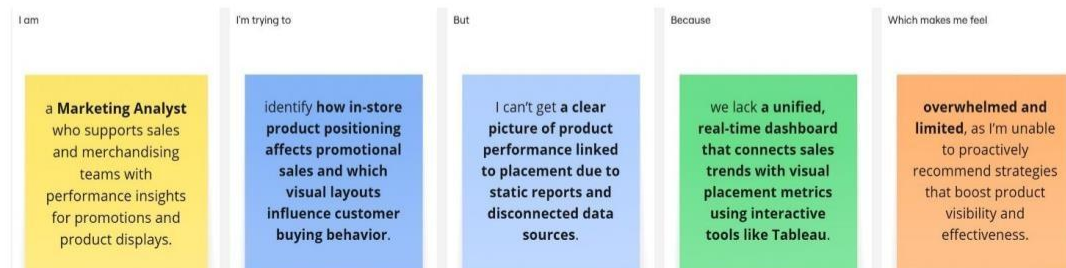 I am
a Marketing Analyst
who supports sales
and merchandising
teams with
performance insights
for promotions and
product displays.
I'm trying to
identify how in-store
product positioning
affects promotional
sales and which
visual layouts
influence customer
buying behavior.
But
I can't get a clear
picture of product
performance linked
to placement due to
static reports and
disconnected data
sources.
Because
we lack a unified,
real-time dashboard
that connects sales
trends with visual
placement metrics
using interactive
tools like Tableau.
Which makes me feel
overwhelmed and
limited, as I'm unable
to proactively
recommend strategies
that boost product
visibility and
effectiveness.